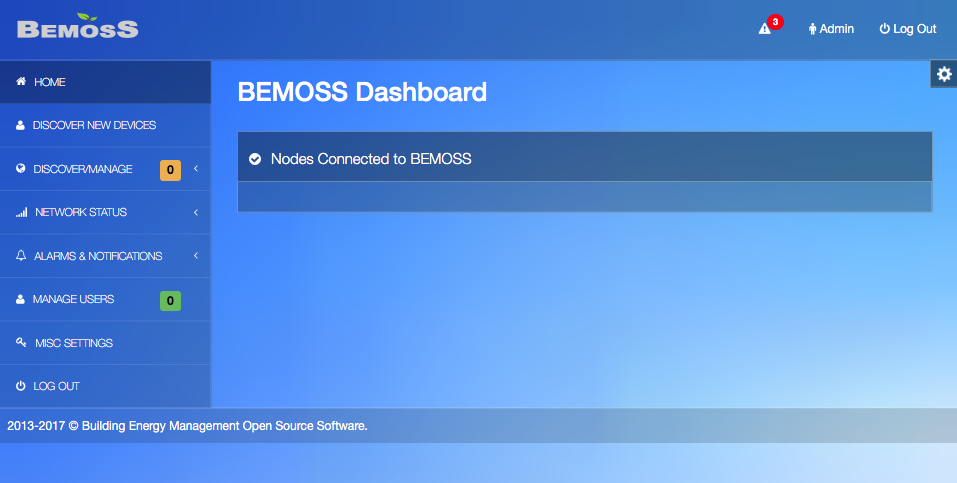 BEMOSS
3
Admin
Log Out
HOME
DISCOVER NEW DEVICES
DISCOVER/MANAGE 0
NETWORK STATUS
ALARMS & NOTIFICATIONS
MANAGE USERS 0
MISC SETTINGS
LOG OUT
BEMOSS Dashboard
Nodes Connected to BEMOSS
2013-2017 © Building Energy Management Open Source Software.